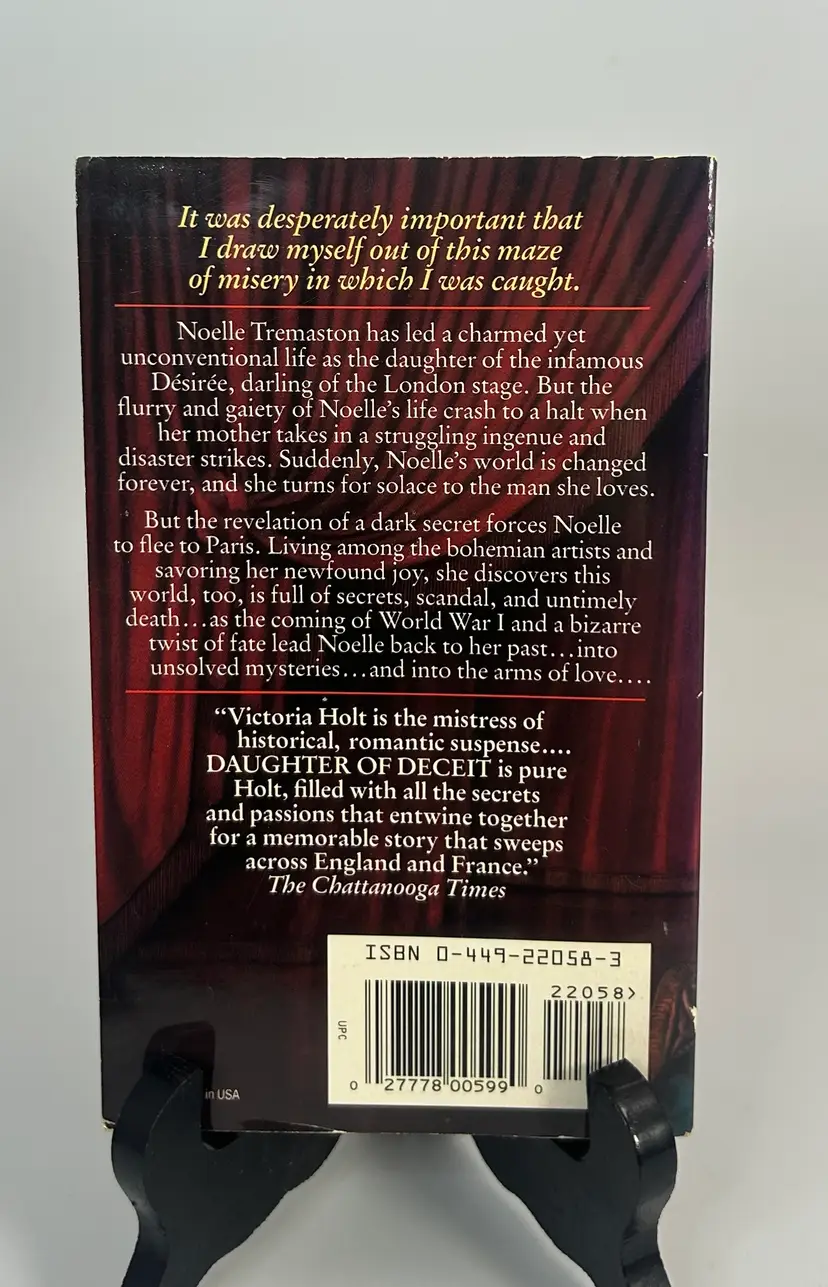 It was desperately important that
I draw myself out of this maze
of misery in which I was caught.
Noelle Tremaston has led a charmed yet
unconventional life as the daughter of the infamous
Désirée, darling of the London stage. But the
flurry and gaiety of Noelle's life crash to a halt when
her mother takes in a struggling ingenue and
disaster strikes. Suddenly, Noelle's world is changed
forever, and she turns for solace to the man she loves.
But the revelation of a dark secret forces Noelle
to flee to Paris. Living among the bohemian artists and
savoring her newfound joy, she discovers this
world, too, is full of secrets, scandal, and untimely
death...as the coming of World War I and a bizarre
twist of fate lead Noelle back to her past...into
unsolved mysteries...and into the arms of love....
“Victoria Holt is the mistress of
historical, romantic suspense....
DAUGHTER OF DECEIT is pure
Holt, filled with all the secrets
and passions that entwine together
for a memorable story that sweeps
across England and France.”
The Chattanooga Times
ISBN 0-449-22058-3
22058>
UPC
0 27778 00599 0
in USA